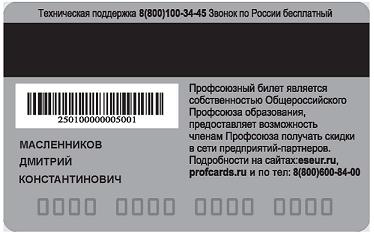 Техническая поддержка 8(800)100-34-45 Звонок по России бесплатный
250100000005001
МАСЛЕННИКОВ
ДМИТРИЙ
КОНСТАНТИНОВИЧ
Профсоюзный билет является
собственностью Общероссийского
Профсоюза образования,
предоставляет возможность
членам Профсоюза получать скидки
в сети предприятий-партнеров.
Подробности на сайтах:eseur.ru,
profcards.ru и по тел: 8(800)600-84-00